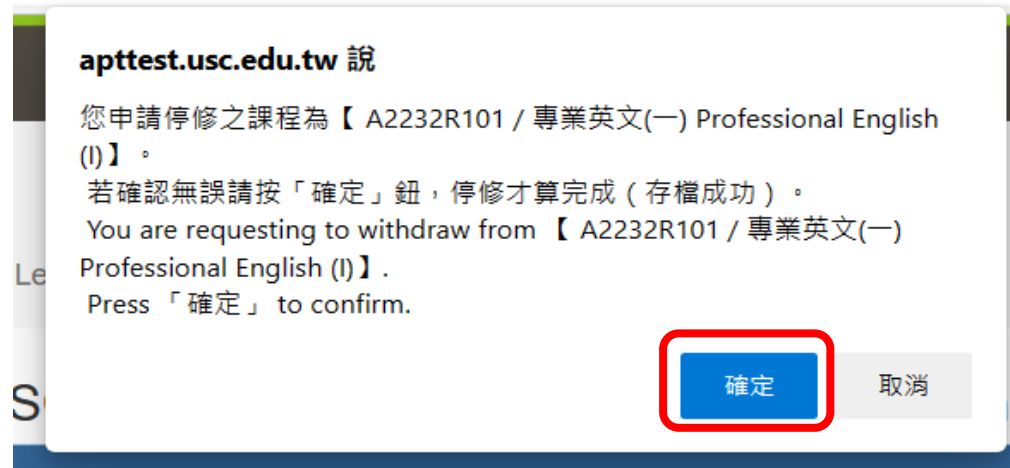 apttest.usc.edu.tw 說
您申請停修之課程為【 A2232R101 / 專業英文(一) Professional English
(I)】。
若確認無誤請按「確定」鈕，停修才算完成（存檔成功）。
You are requesting to withdraw from 【 A2232R101 / 專業英文(一)
Professional English (I)】.
Press 「確定」 to confirm.
Le
確定 取消
S